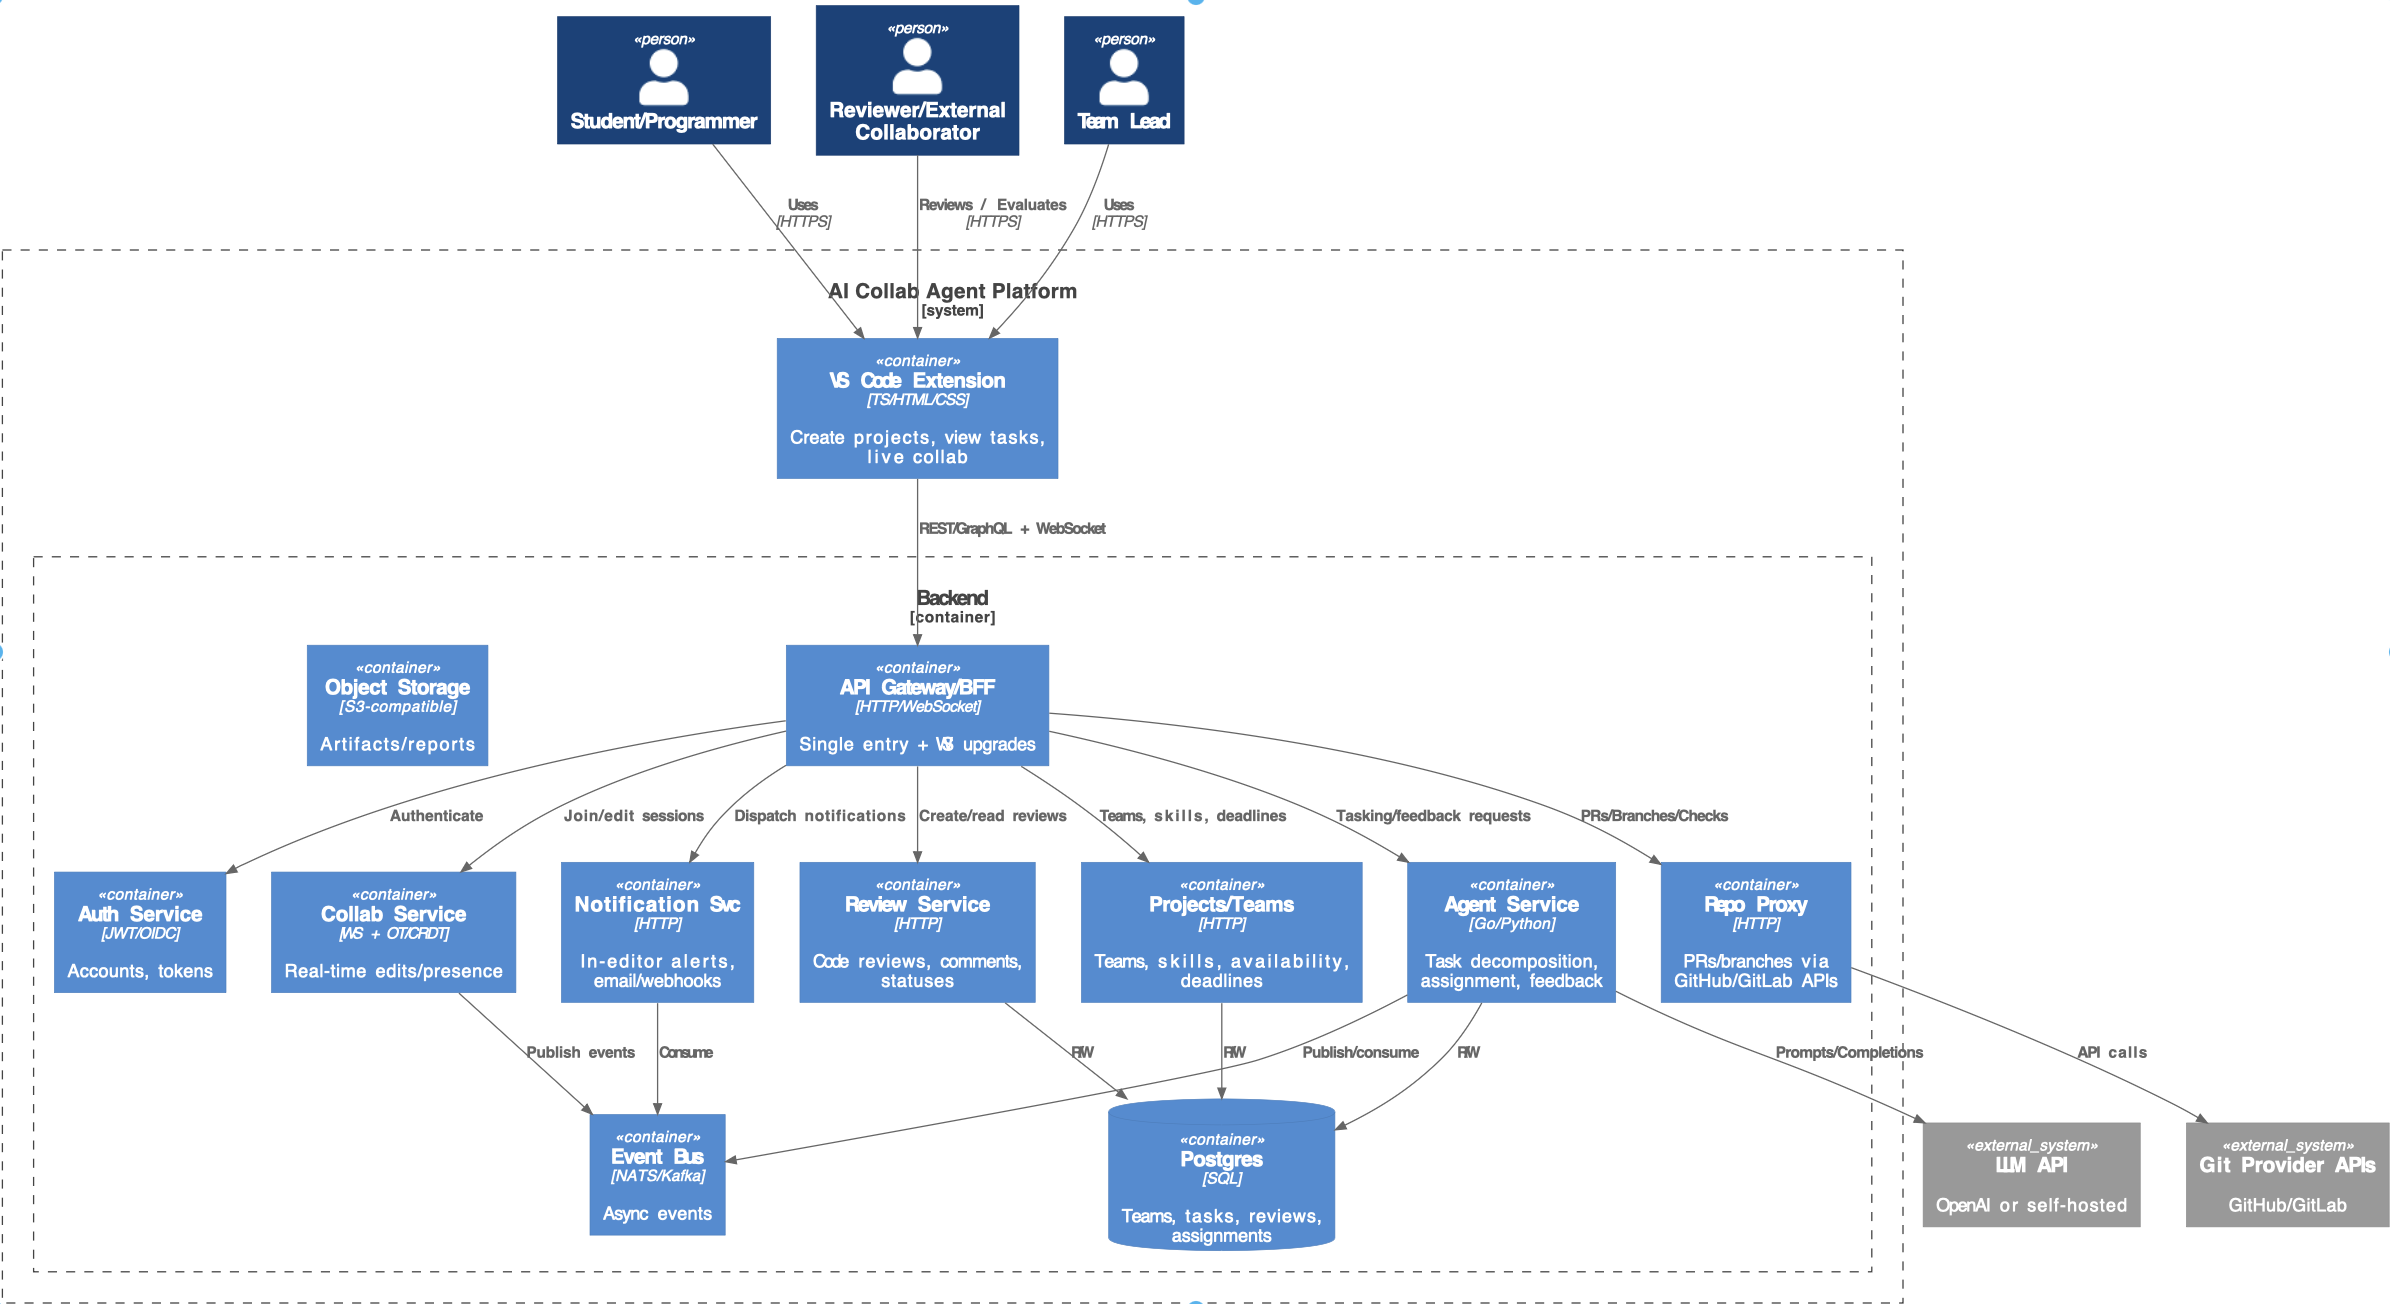 «person»
Student/Programmer
«person»
Reviewer/External
Collaborator
«person»
Team Lead
Uses
[HTTPS]
Reviews / Evaluates
[HTTPS]
Uses
[HTTPS]
AI Collab Agent Platform
[system]
«container»
VS Code Extension
[TS/HTML/CSS]
Create projects, view tasks,
live collab
REST/GraphQL + WebSocket
Backend
[container]
«container»
Object Storage
[S3-compatible]
Artifacts/reports
«container»
API Gateway/BFF
[HTTP/WebSocket]
Single entry + WS upgrades
Authenticate
Join/edit sessions
Dispatch notifications
Create/read reviews
Teams, skills, deadlines
Tasking/feedback requests
PRs/Branches/Checks
«container»
Auth Service
[JWT/OIDC]
Accounts, tokens
«container»
Collab Service
[WS + OT/CRDT]
Real-time edits/presence
«container»
Notification Svc
[HTTP]
In-editor alerts,
email/webhooks
«container»
Review Service
[HTTP]
Code reviews, comments,
statuses
«container»
Projects/Teams
[HTTP]
Teams, skills, availability,
deadlines
«container»
Agent Service
[Go/Python]
Task decomposition,
assignment, feedback
«container»
Repo Proxy
[HTTP]
PRs/branches via
GitHub/GitLab APIs
Publish events
Consume
R/W
R/W
Publish/consume
R/W
Prompts/Completions
API calls
«container»
Event Bus
[NATS/Kafka]
Async events
«container»
Postgres
[SQL]
Teams, tasks, reviews,
assignments
«external_system»
LLM API
OpenAI or self-hosted
«external_system»
Git Provider APIs
GitHub/GitLab